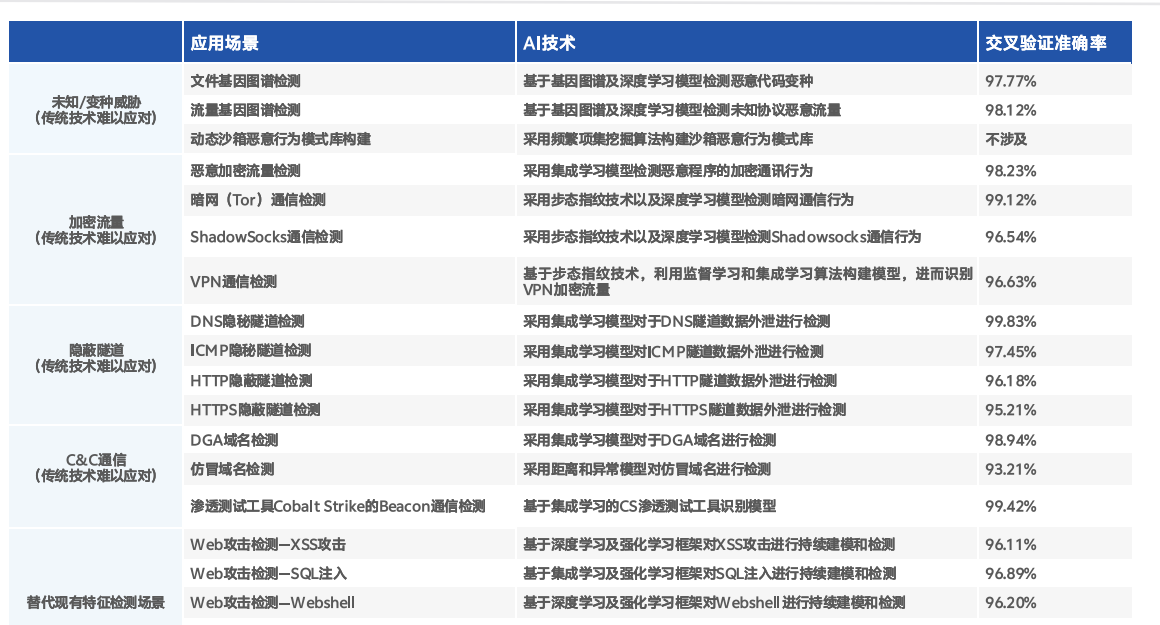 应用场景 AI技术 交叉验证准确率
未知/变种威胁
（传统技术难以应对）
文件基因图谱检测 基于基因图谱及深度学习模型检测恶意代码变种 97.77%
流量基因图谱检测 基于基因图谱及深度学习模型检测未知协议恶意流量 98.12%
动态沙箱恶意行为模式库构建 采用频繁项集挖掘算法构建沙箱恶意行为模式库 不涉及
加密流量
（传统技术难以应对）
恶意加密流量检测 采用集成学习模型检测恶意程序的加密通讯行为 98.23%
暗网（Tor）通信检测 采用步态指纹技术以及深度学习模型检测暗网通信行为 99.12%
ShadowSocks通信检测 采用步态指纹技术以及深度学习模型检测Shadowsocks通信行为 96.54%
VPN通信检测 基于步态指纹技术，利用监督学习和集成学习算法构建模型，进而识别
VPN加密流量 96.63%
隐蔽隧道
（传统技术难以应对）
DNS隐秘隧道检测 采用集成学习模型对于DNS隧道数据外泄进行检测 99.83%
ICMP隐秘隧道检测 采用集成学习模型对ICMP隧道数据外泄进行检测 97.45%
HTTP隐蔽隧道检测 采用集成学习模型对于HTTP隧道数据外泄进行检测 96.18%
HTTPS隐蔽隧道检测 采用集成学习模型对于HTTPS隧道数据外泄进行检测 95.21%
C&C通信
（传统技术难以应对）
DGA域名检测 采用集成学习模型对于DGA域名进行检测 98.94%
仿冒域名检测 采用距离和异常模型对仿冒域名进行检测 93.21%
渗透测试工具Cobalt Strike的Beacon通信检测 基于集成学习的CS渗透测试工具识别模型 99.42%
替代现有特征检测场景
Web攻击检测—XSS攻击 基于深度学习及强化学习框架对XSS攻击进行持续建模和检测 96.11%
Web攻击检测—SQL注入 基于集成学习及强化学习框架对SQL注入进行持续建模和检测 96.89%
Web攻击检测—Webshell 基于深度学习及强化学习框架对Webshell进行持续建模和检测 96.20%